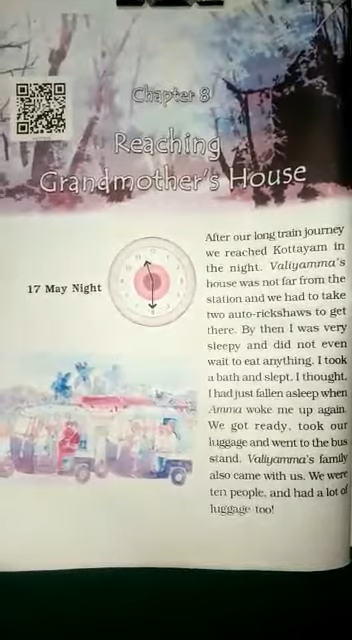 Chapter 8
Reaching
Grandmother's House
17 May Night
After our long train journey
we reached Kottayam in
the night. Valiyamma's
house was not far from the
station and we had to take
two auto-rickshaws to get
there. By then I was very
sleepy and did not even
wait to eat anything. I took
a bath and slept. I thought,
I had just fallen asleep when
Amma woke me up again.
We got ready, took our
luggage and went to the bus
stand. Valiyamma's family
also came with us. We were
ten people, and had a lot of
luggage too!